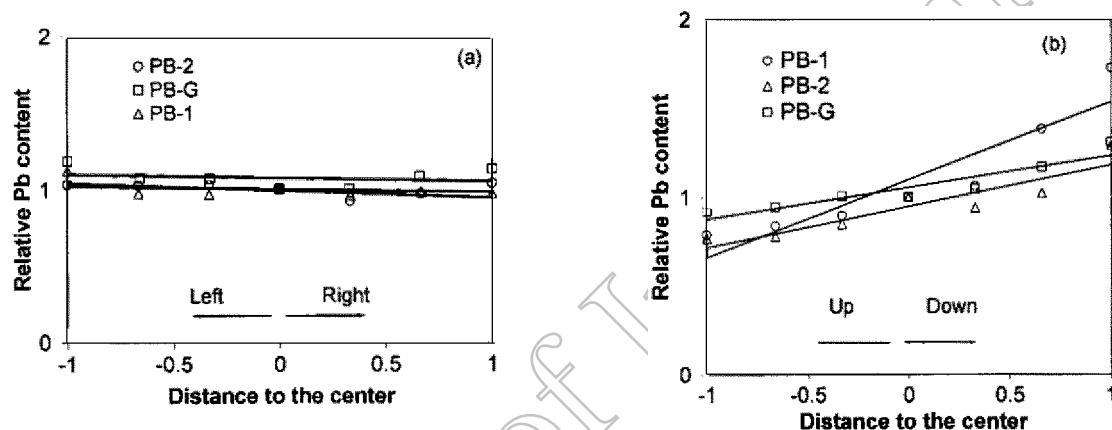 2
(a)
PB-2
PB-G
PB-1
Relative Pb content
1
Left
Right
0
-1
-0.5
0
0.5
1
Distance to the center
2
(b)
PB-1
PB-2
PB-G
Relative Pb content
1
Up
Down
0
-1
-0.5
0
0.5
1
Distance to the center
of